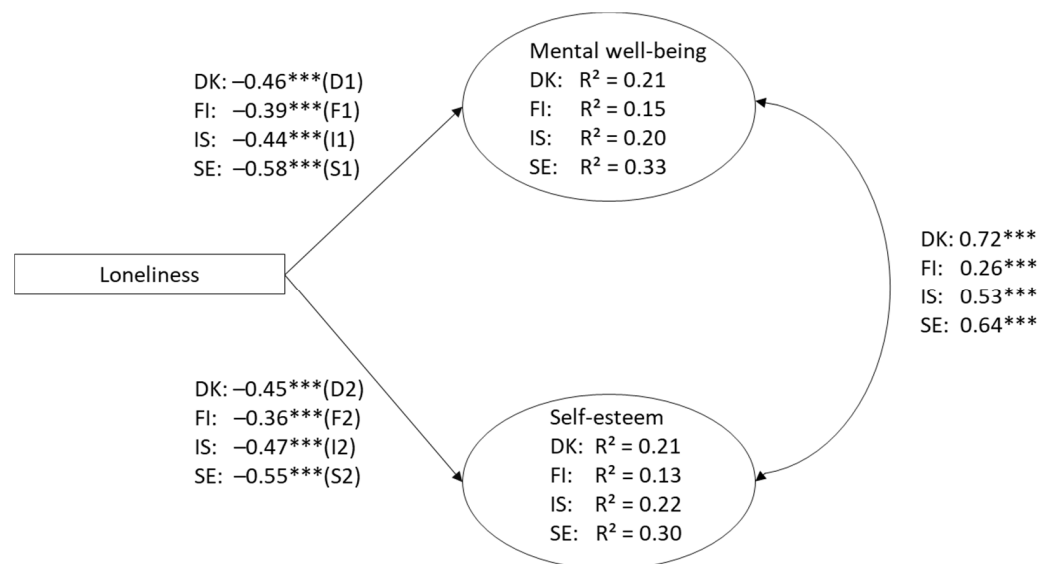 Mental well-being
DK: R² = 0.21
FI: R² = 0.15
IS: R² = 0.20
SE: R² = 0.33
DK: –0.46***(D1)
FI: –0.39***(F1)
IS: –0.44***(I1)
SE: –0.58***(S1)
Loneliness
DK: 0.72***
FI: 0.26***
IS: 0.53***
SE: 0.64***
DK: –0.45***(D2)
FI: –0.36***(F2)
IS: –0.47***(I2)
SE: –0.55***(S2)
Self-esteem
DK: R² = 0.21
FI: R² = 0.13
IS: R² = 0.22
SE: R² = 0.30